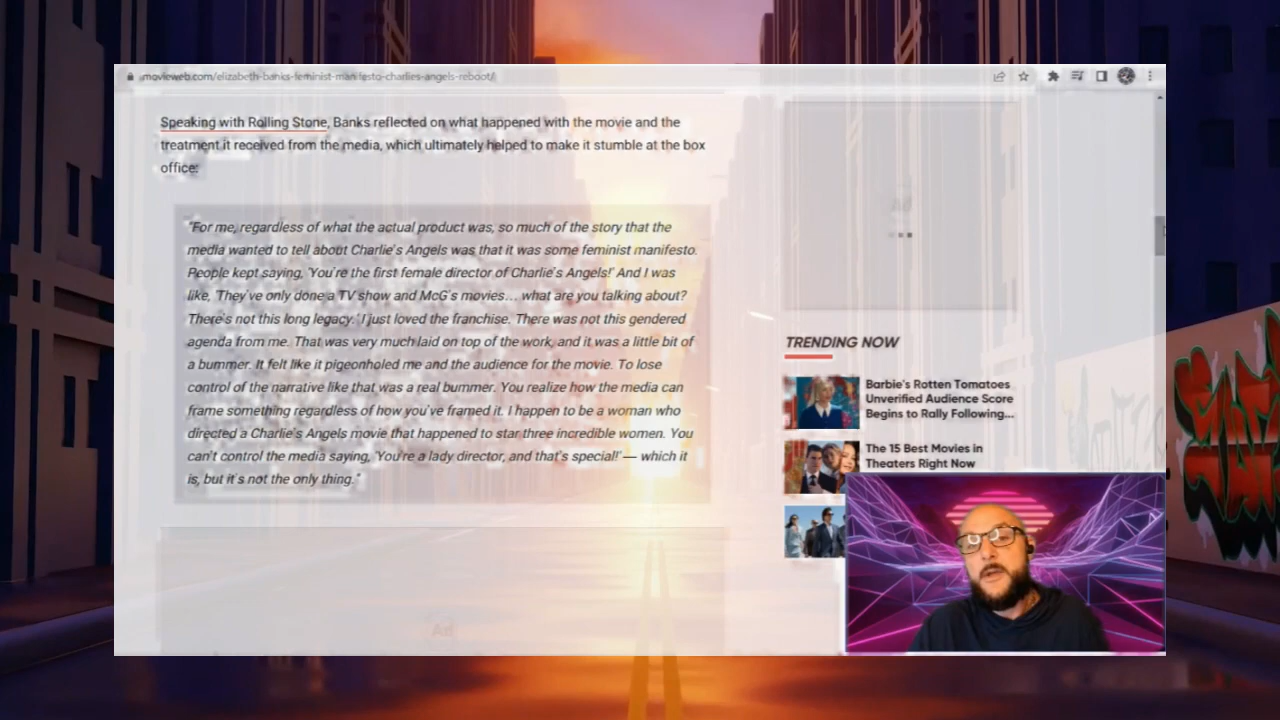 movieweb.com/elizabeth-banks-feminist-manifesto-charlies-angels-reboot/
Speaking with Rolling Stone, Banks reflected on what happened with the movie and the
treatment it received from the media, which ultimately helped to make it stumble at the box
office:
"For me, regardless of what the actual product was, so much of the story that the
media wanted to tell about Charlie's Angels was that it was some feminist manifesto.
People kept saying, 'You're the first female director of Charlie's Angels!' And I was
like, 'They've only done a TV show and McG's movies… what are you talking about?
There's not this long legacy.' I just loved the franchise. There was not this gendered
agenda from me. That was very much laid on top of the work, and it was a little bit of
a bummer. It felt like it pigeonholed me and the audience for the movie. To lose
control of the narrative like that was a real bummer. You realize how the media can
frame something regardless of how you've framed it. I happen to be a woman who
directed a Charlie's Angels movie that happened to star three incredible women. You
can't control the media saying, 'You're a lady director, and that's special!' — which it
is, but it's not the only thing."
Ad
TRENDING NOW
Barbie's Rotten Tomatoes
Unverified Audience Score
Begins to Rally Following...
The 15 Best Movies in
Theaters Right Now